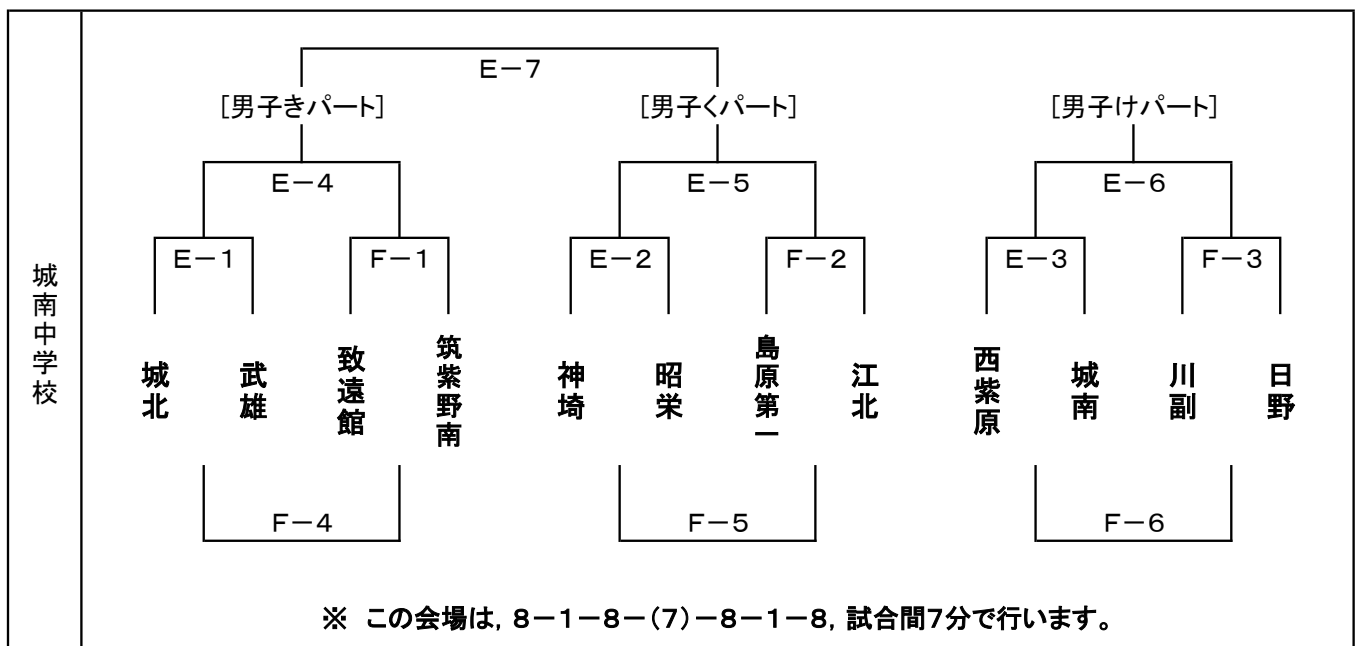 城南中学校
E－7
[男子きパート]
[男子くパート]
[男子けパート]
E－4
E－5
E－6
E－1
F－1
E－2
F－2
E－3
F－3
城北
武雄
致遠館
筑紫野南
神埼
昭栄
島原第一
江北
西紫原
城南
川副
日野
F－4
F－5
F－6
※ この会場は，８－１－８－（７）－８－１－８，試合間７分で行います。